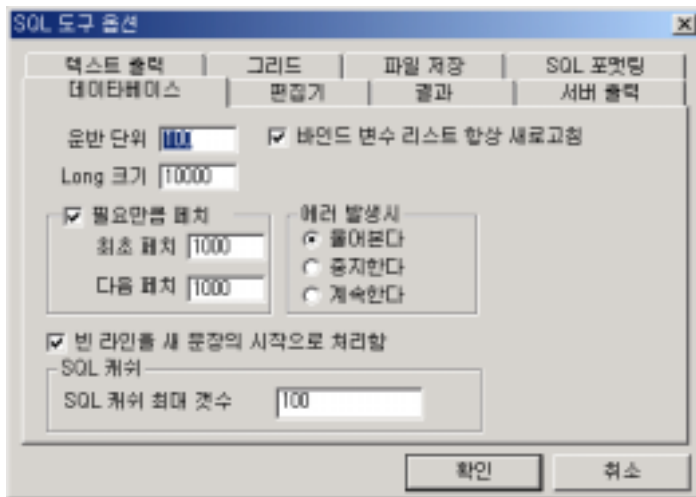 SQL 도구 옵션
텍스트 출력 그리드 파일 저장 SQL 포맷팅
데이타베이스 편집기 결과 서버 출력
운반 단위 100 바인드 변수 리스트 항상 새로고침
Long 크기 10000
필요만큼 페치 에러 발생시
최초 페치 1000 물어본다
중지한다
다음 페치 1000
계속한다
빈 라인을 새 문장의 시작으로 처리함
SQL 캐쉬
SQL 캐쉬 최대 갯수 100
확인 취소